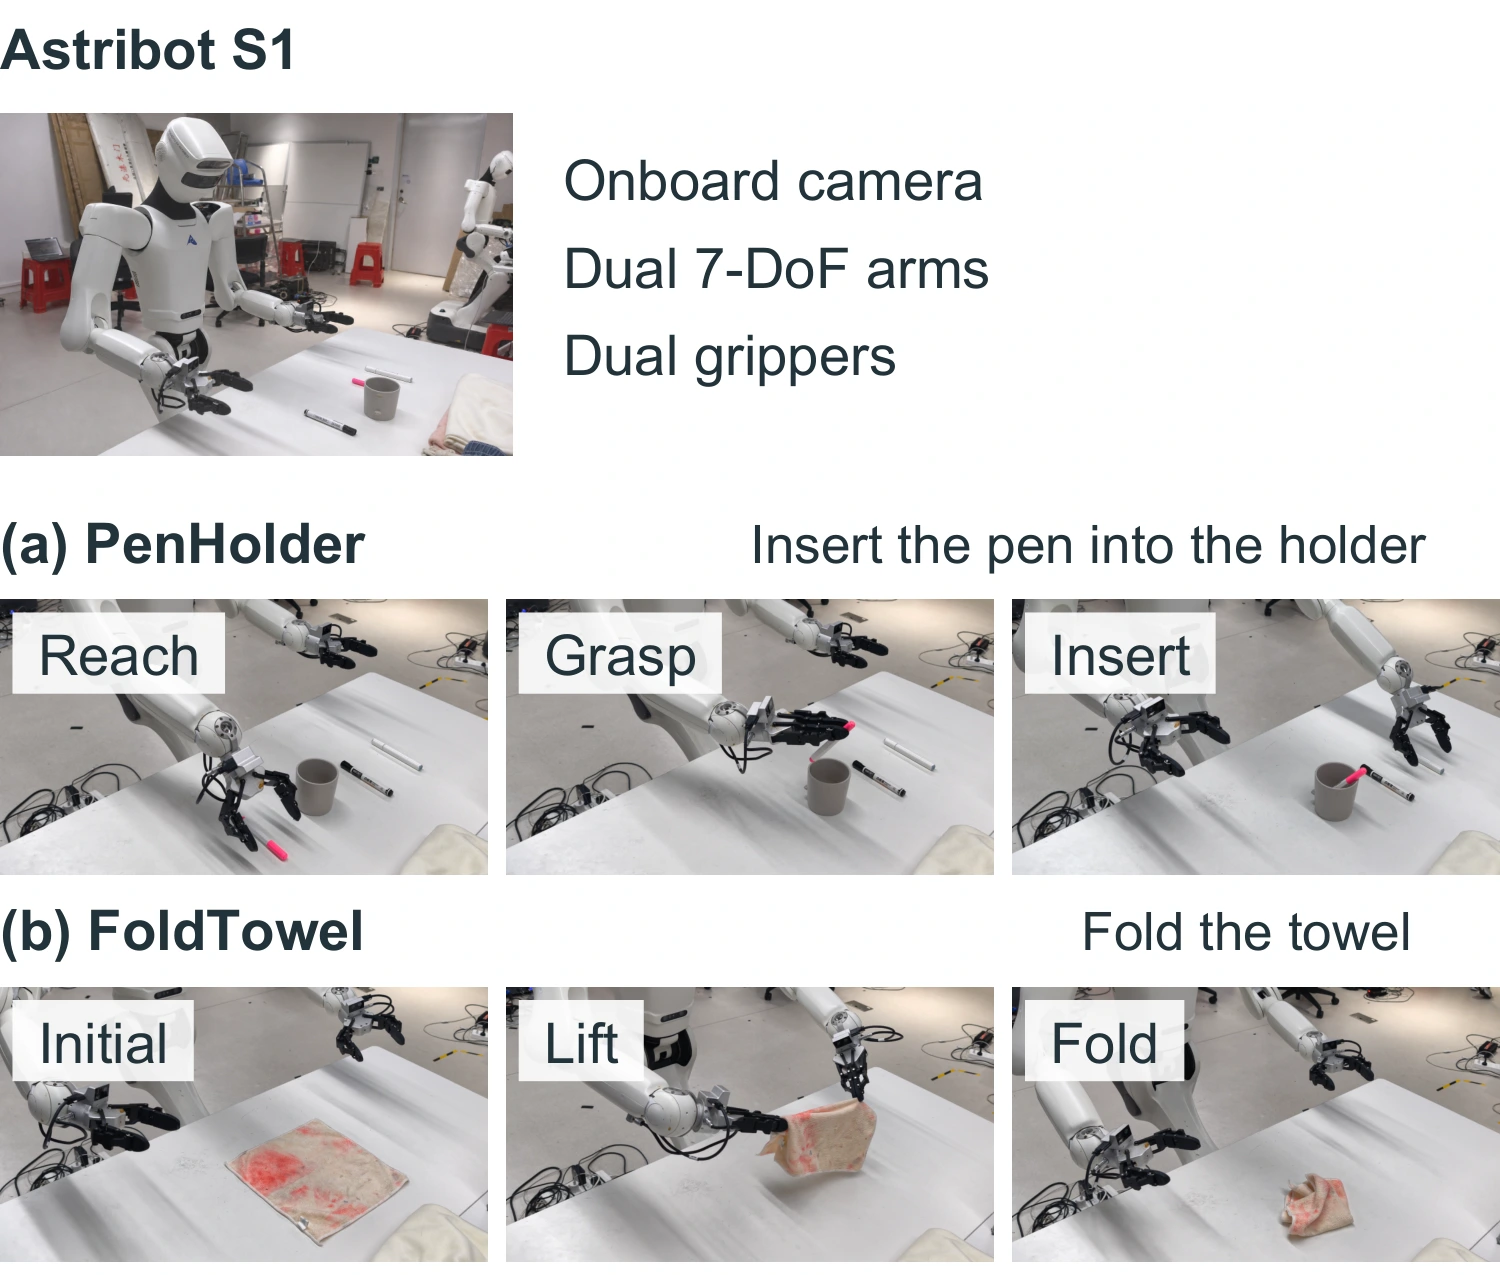 Astribot S1
Onboard camera
Dual 7-DoF arms
Dual grippers
(a) PenHolder
Insert the pen into the holder
Reach
Grasp
Insert
(b) FoldTowel
Fold the towel
Initial
Lift
Fold